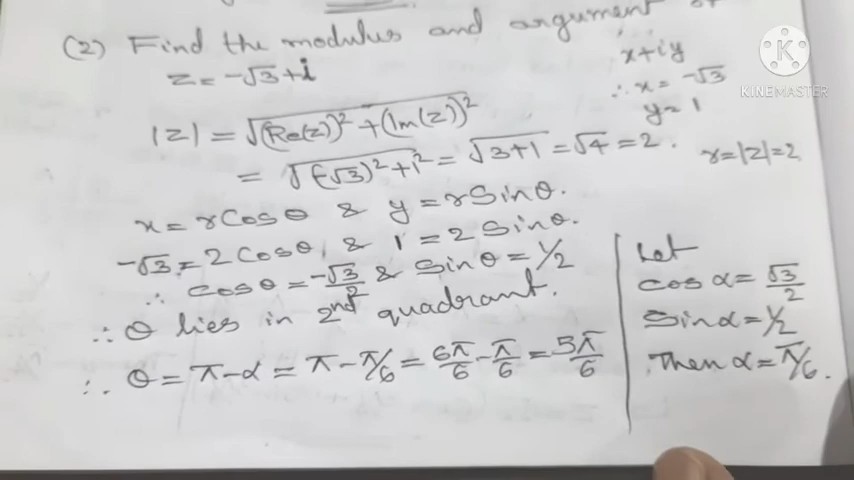 (2) Find the modulus and argument of
z = -√3 + i
x+iy
∴ x = -√3
y = 1
KINEMASTER
|z| = √(Re(z))² + (Im(z))²
= √(-√3)² + 1² = √3+1 = √4 = 2.
r = |z| = 2
x = r Cos θ & y = r Sin θ.
-√3 = 2 Cos θ & 1 = 2 Sin θ.
∴ cos θ = -√3/2 & Sin θ = 1/2
∴ θ lies in 2nd quadrant.
∴ θ = π - α = π - π/6 = 6π/6 - π/6 = 5π/6
Let
cos α = √3/2
Sin α = 1/2
Then α = π/6.